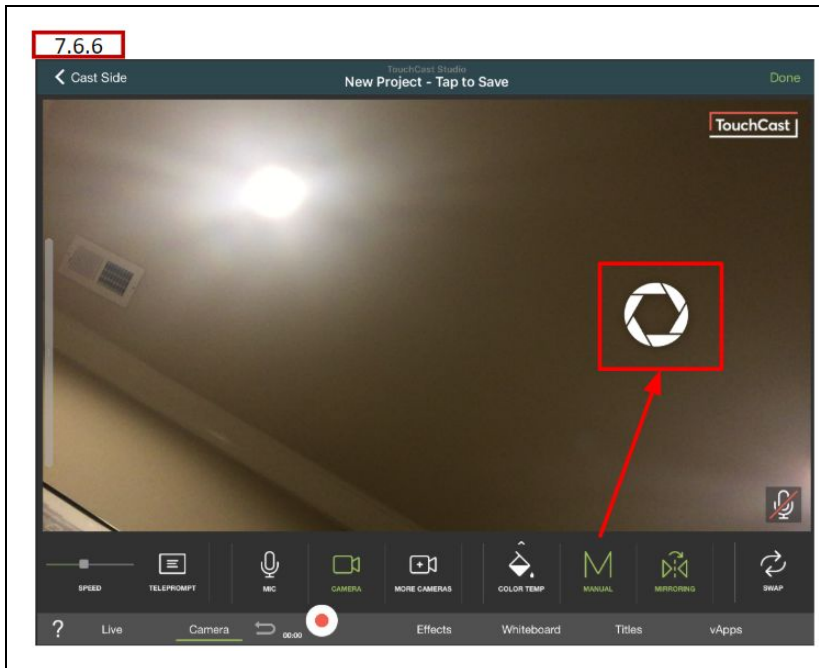 7.6.6
Cast Side
TouchCast Studio
New Project - Tap to Save
Done
TouchCast
SPEED
TELEPROMPT
MIC
CAMERA
MORE CAMERAS
COLOR TEMP
M
MANUAL
MIRRORING
SWAP
?
Live
Camera
00:00
Effects
Whiteboard
Titles
vApps